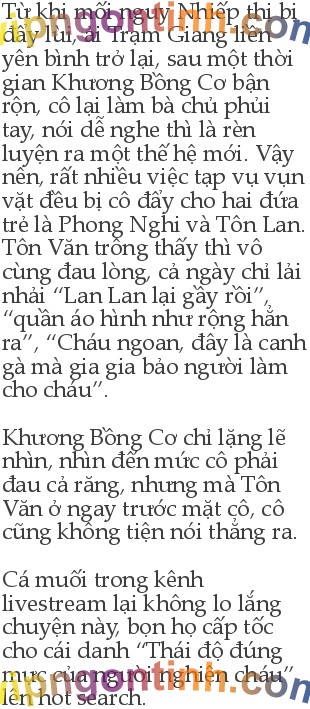 Từ khi mối nguy Nhiếp thị bị
đẩy lùi, ải Trạm Giang liền
yên bình trở lại, sau một thời
gian Khương Bồng Cơ bận
rộn, cô lại làm bà chủ phủi
tay, nói dễ nghe thì là rèn
luyện ra một thế hệ mới. Vậy
nên, rất nhiều việc tạp vụ vụn
vặt đều bị cô đẩy cho hai đứa
trẻ là Phong Nghi và Tôn Lan.
Tôn Văn trông thấy thì vô
cùng đau lòng, cả ngày chỉ lải
nhải “Lan Lan lại gầy rồi”,
“quần áo hình như rộng hẳn
ra”, “Cháu ngoan, đây là canh
gà mà gia gia bảo người làm
cho cháu”.
Khương Bồng Cơ chỉ lặng lẽ
nhìn, nhìn đến mức cô phải
đau cả răng, nhưng mà Tôn
Văn ở ngay trước mặt cô, cô
cũng không tiện nói thẳng ra.
Cá muối trong kênh
livestream lại không lo lắng
chuyện này, bọn họ cấp tốc
cho cái danh “Thái độ đúng
mực của người nghiện cháu”
lên hot search.